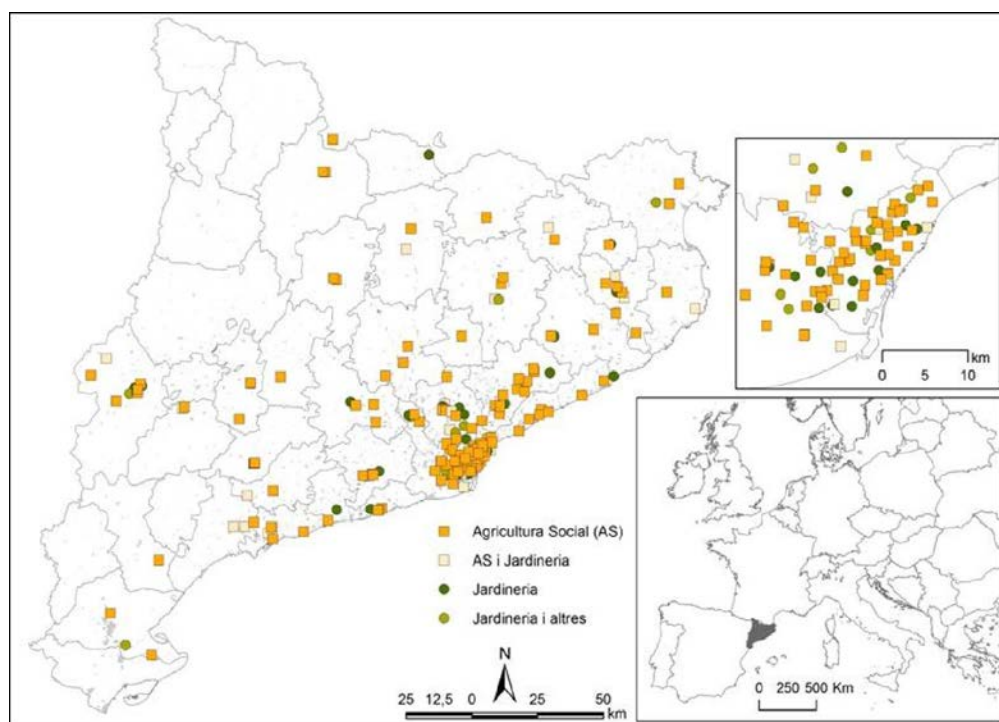 0 5 10
km
Agricultura Social (AS)
AS i Jardineria
Jardineria
Jardineria i altres
N
25 12,5 0 25 50
km
0 250 500 Km